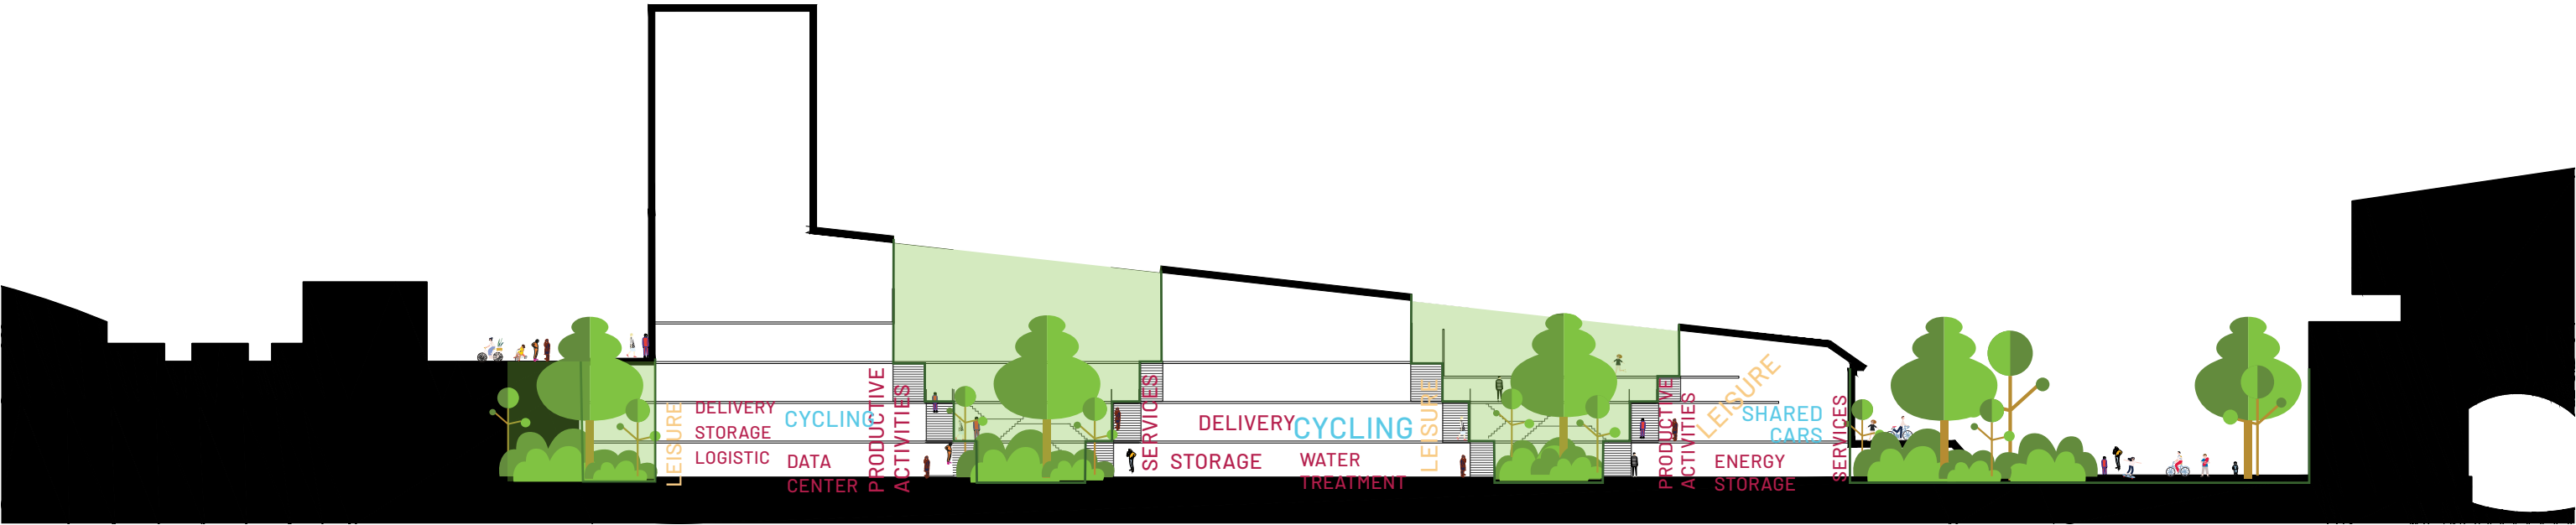 LEISURE
DELIVERY
STORAGE
LOGISTIC
CYCLING
DATA
CENTER
PRODUCTIVE
ACTIVITIES
SERVICES
DELIVERY
CYCLING
STORAGE
WATER
TREATMENT
LEISURE
PRODUCTIVE
ACTIVITIES
LEISURE
SHARED
CARS
ENERGY
STORAGE
SERVICES